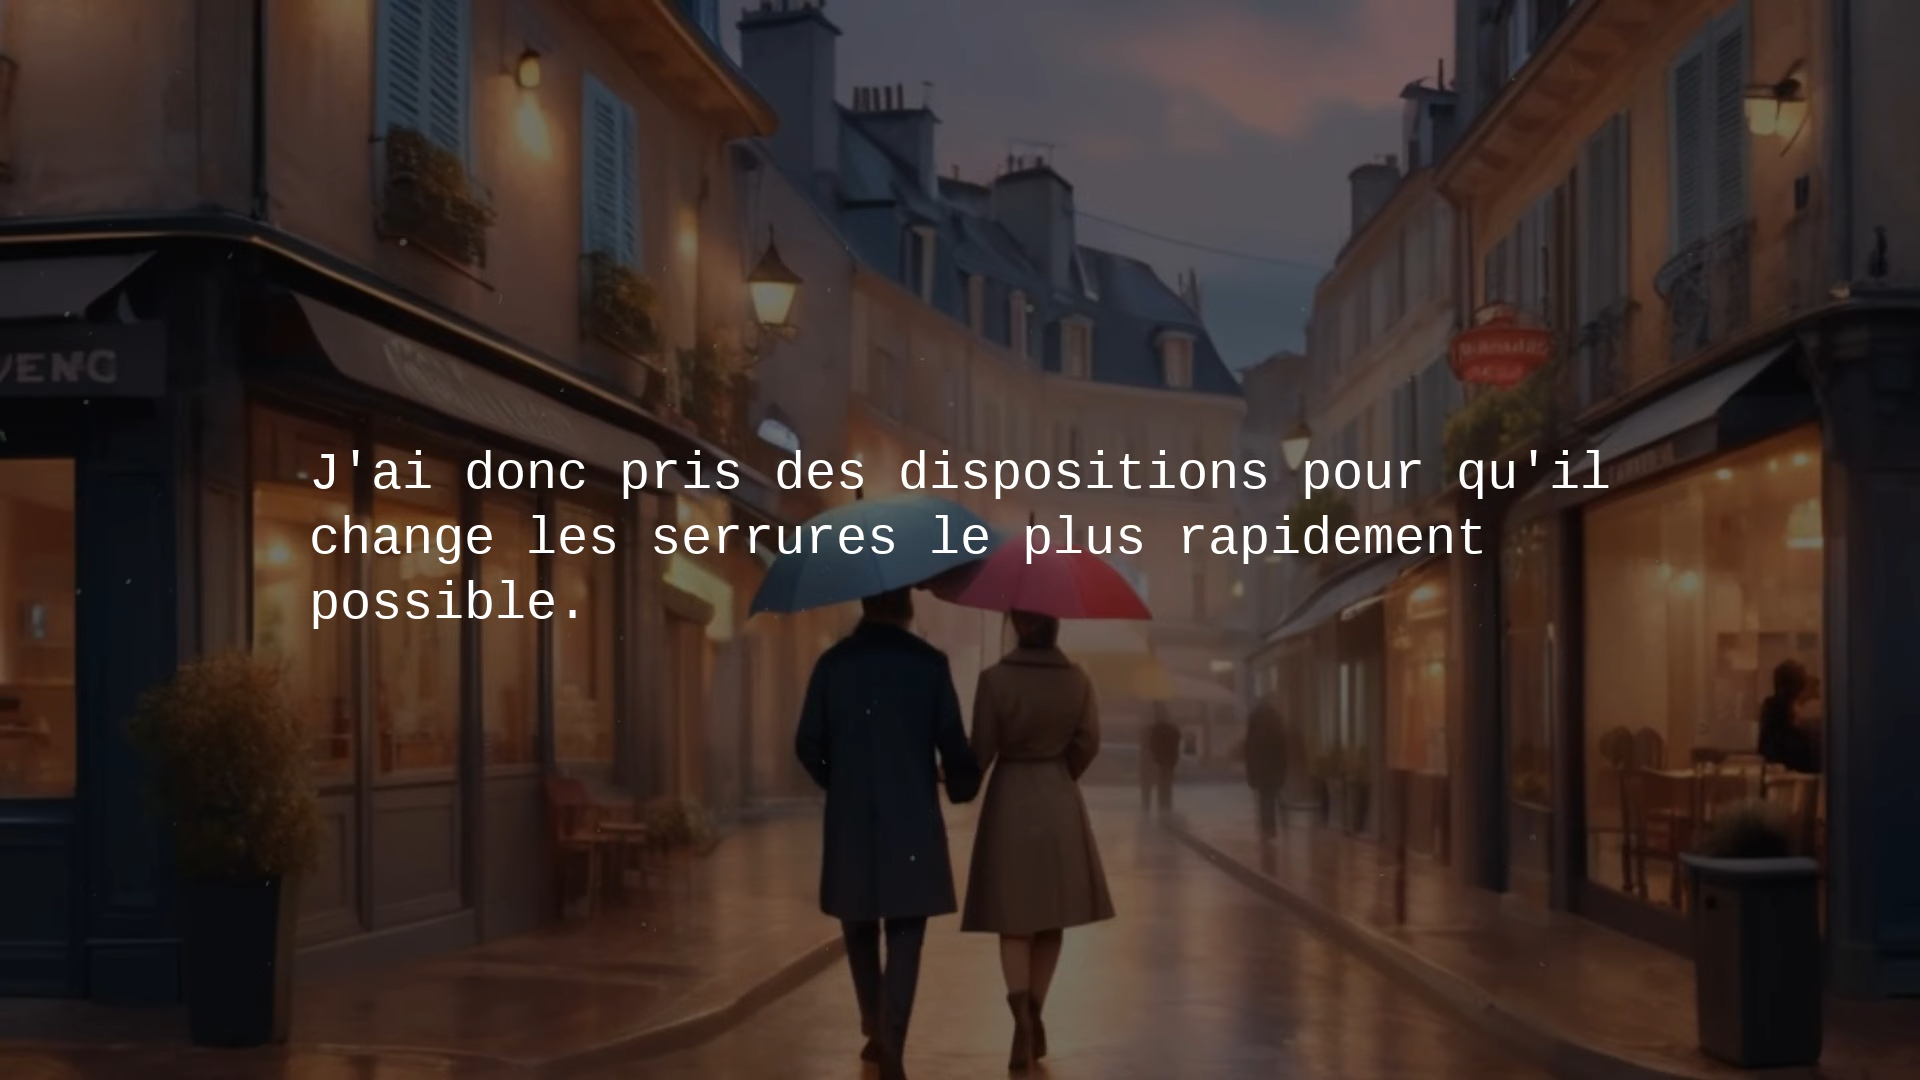 J'ai donc pris des dispositions pour qu'il
change les serrures le plus rapidement
possible.